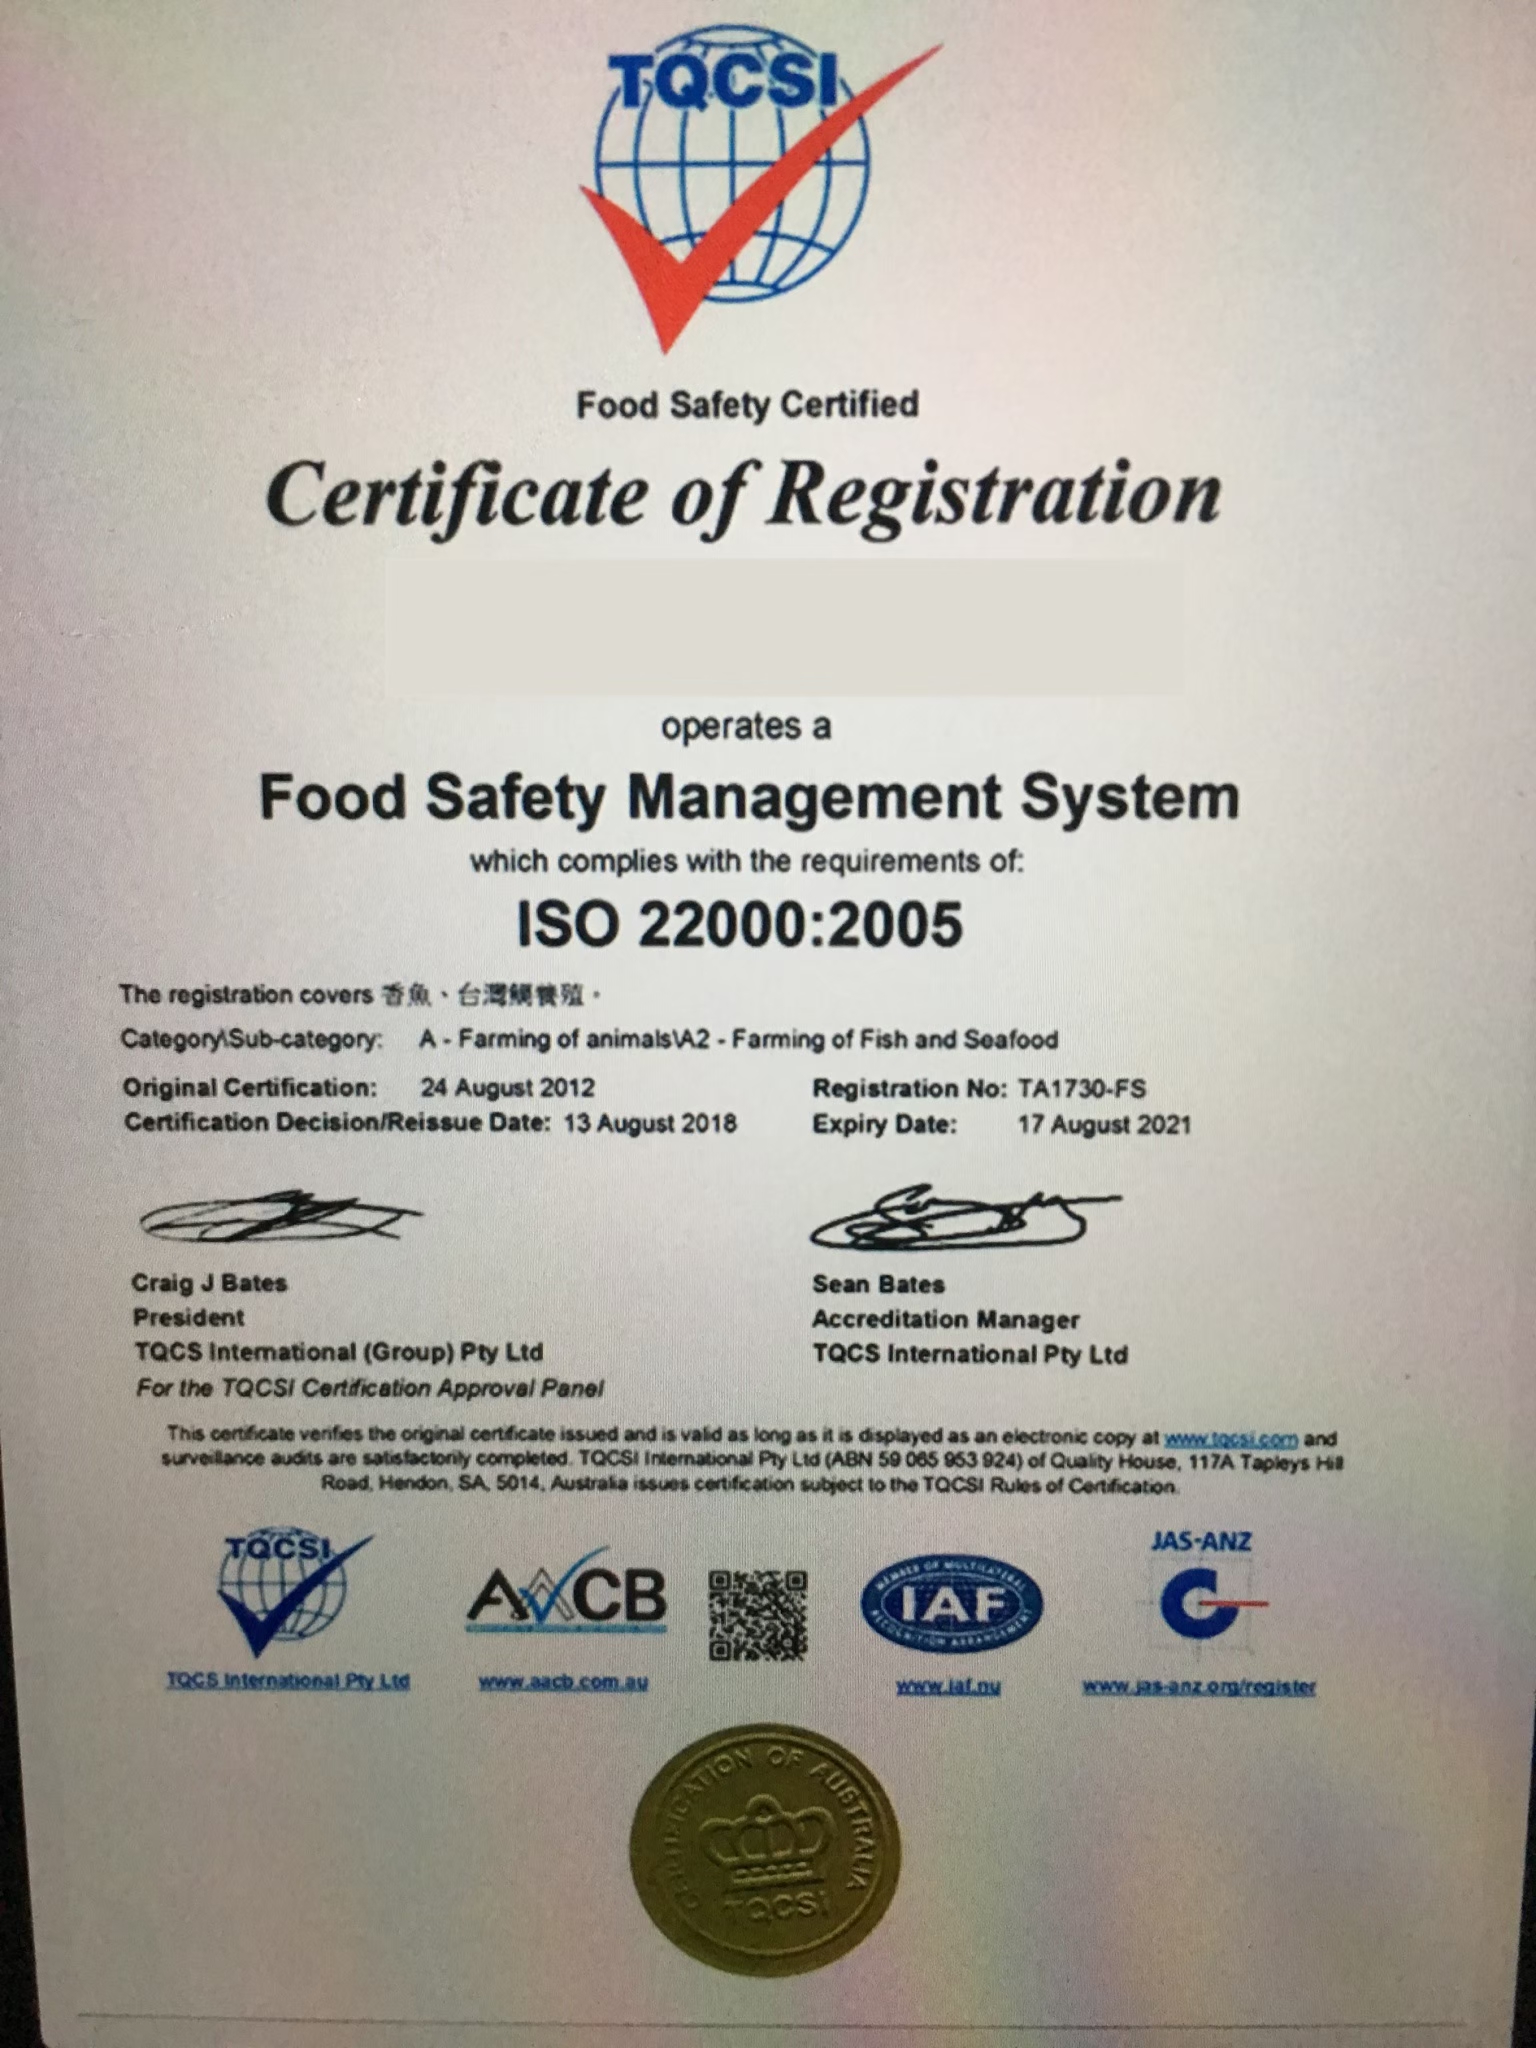 TQCSI
Food Safety Certified
Certificate of Registration
operates a
Food Safety Management System
which complies with the requirements of:
ISO 22000:2005
The registration covers 香魚、台灣鯛養殖。
Category\Sub-category: A - Farming of animals\A2 - Farming of Fish and Seafood
Original Certification: 24 August 2012 Registration No: TA1730-FS
Certification Decision/Reissue Date: 13 August 2018 Expiry Date: 17 August 2021
Craig J Bates Sean Bates
President Accreditation Manager
TQCS International (Group) Pty Ltd TQCS International Pty Ltd
For the TQCSI Certification Approval Panel
This certificate verifies the original certificate issued and is valid as long as it is displayed as an electronic copy at www.tqcsi.com and
surveillance audits are satisfactorily completed. TQCSI International Pty Ltd (ABN 59 065 953 924) of Quality House, 117A Tapleys Hill
Road, Hendon, SA, 5014, Australia issues certification subject to the TQCSI Rules of Certification.
TQCSI AACB MEMBER OF MULTILATERAL IAF RECOGNITION ARRANGEMENT JAS-ANZ
TQCS International Pty Ltd www.aacb.com.au www.iaf.nu www.jas-anz.org/register
CERTIFICATION OF AUSTRALIA
TQCSI